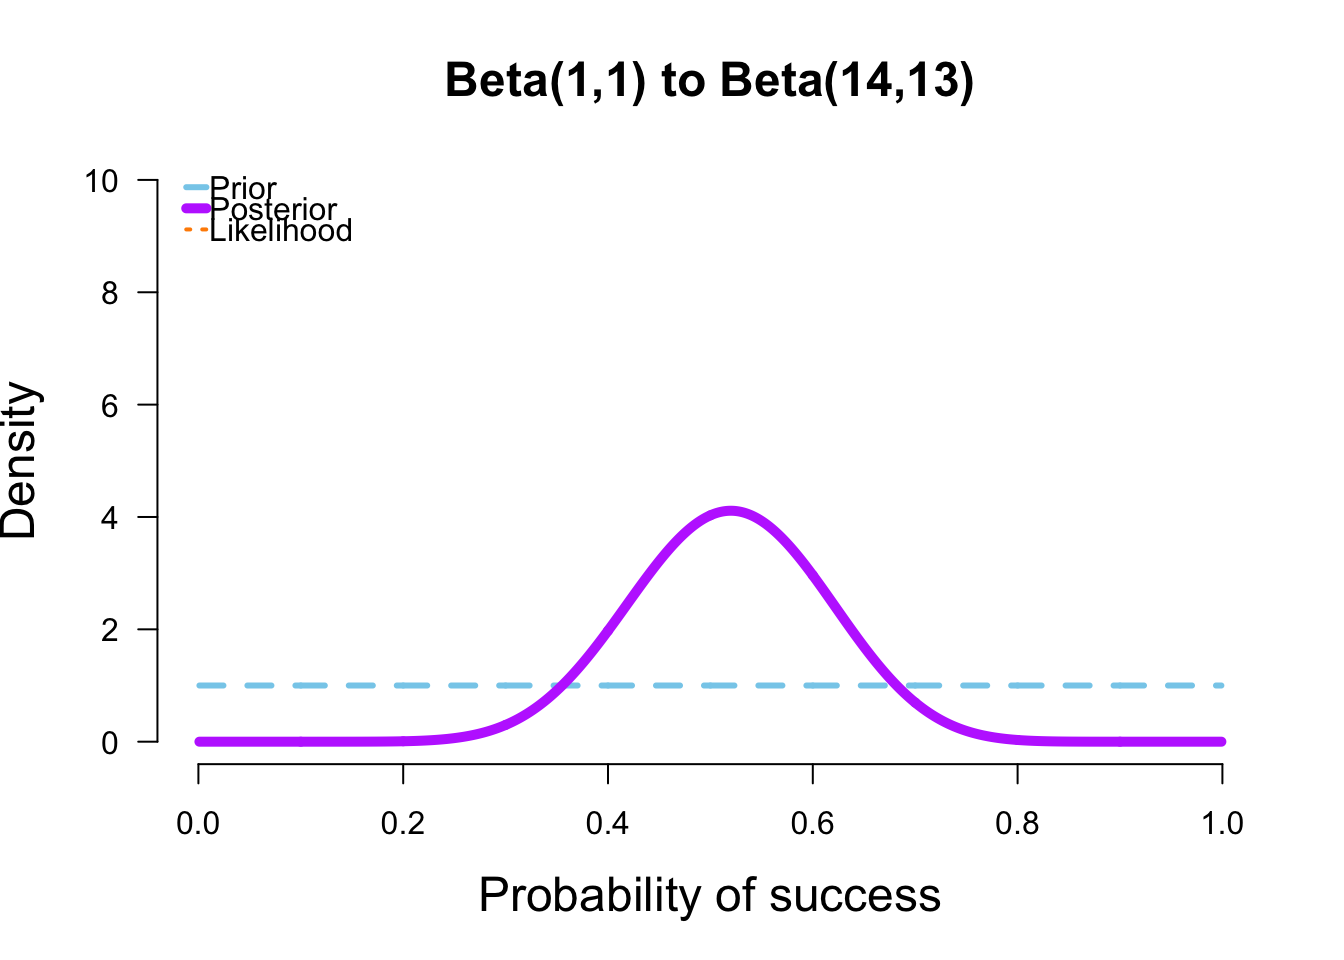 Beta(1,1) to Beta(14,13)
10
Prior
Posterior
Likelihood
8
6
4
2
0
Density
0.0 0.2 0.4 0.6 0.8 1.0
Probability of success